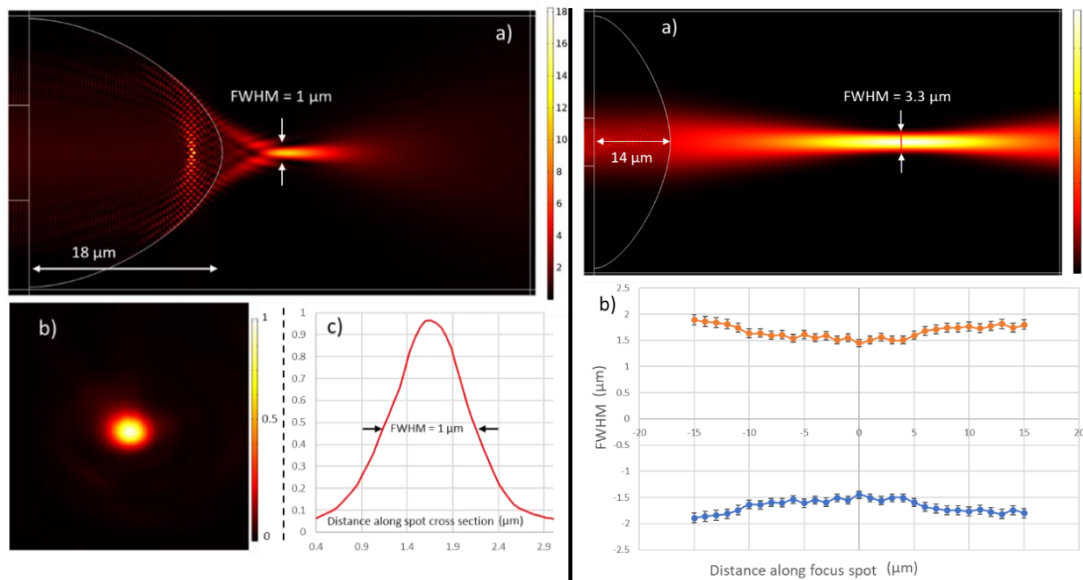 a)
FWHM = 1 μm
18 μm
18
16
14
12
10
8
6
4
2
b)
1
0.5
0
c)
1
0.9
0.8
0.7
0.6
0.5
0.4
0.3
0.2
0.1
0
FWHM = 1 μm
Distance along spot cross section (μm)
0.4 0.9 1.4 1.9 2.4 2.9
a)
FWHM = 3.3 μm
14 μm
b)
2.5
2
1.5
1
0.5
0
-0.5
-1
-1.5
-2
-2.5
FWHM (μm)
-20 -15 -10 -5 0 5 10 15 20
Distance along focus spot (μm)